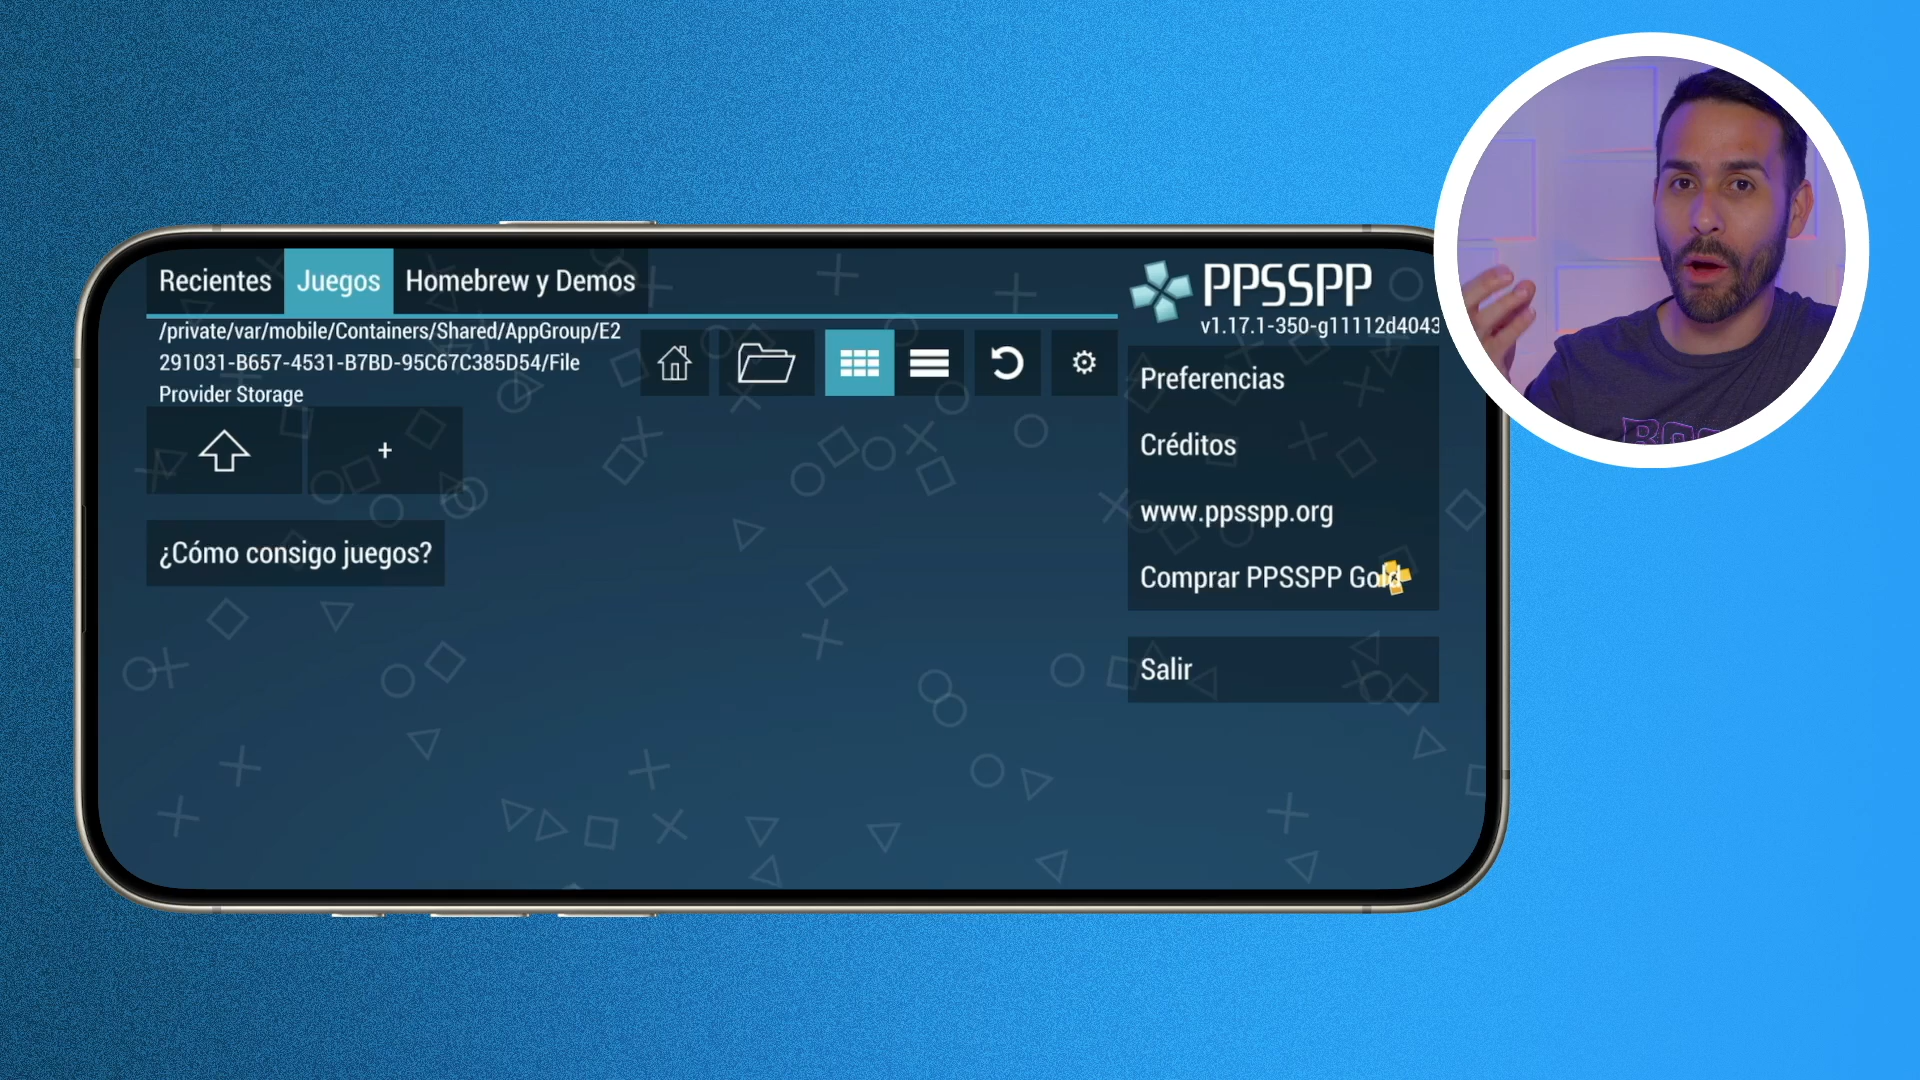 Recientes
Juegos
Homebrew y Demos
/private/var/mobile/Containers/Shared/AppGroup/E2
291031-B657-4531-B7BD-95C67C385D54/File
Provider Storage
+
¿Cómo consigo juegos?
PPSSPP
v1.17.1-350-g11112d4043
Preferencias
Créditos
www.ppsspp.org
Comprar PPSSPP Gold
Salir